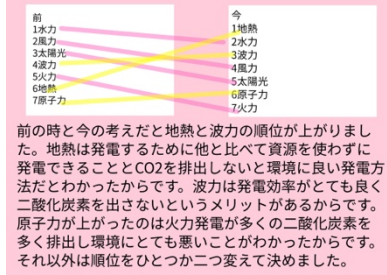 前
1水力
2風力
3太陽光
4波力
5火力
6地熱
7原子力
今
1地熱
2水力
3波力
4風力
5太陽光
6原子力
7火力
前の時と今の考えだと地熱と波力の順位が上がりまし
た。地熱は発電するために他と比べて資源を使わずに
発電できることとCO2を排出しないと環境に良い発電方
法だとわかったからです。波力は発電効率がとても良く
二酸化炭素を出さないというメリットがあるからです。
原子力が上がったのは火力発電が多くの二酸化炭素を
多く排出し環境にとても悪いことがわかったからです。
それ以外は順位をひとつか二つ変えて決めました。